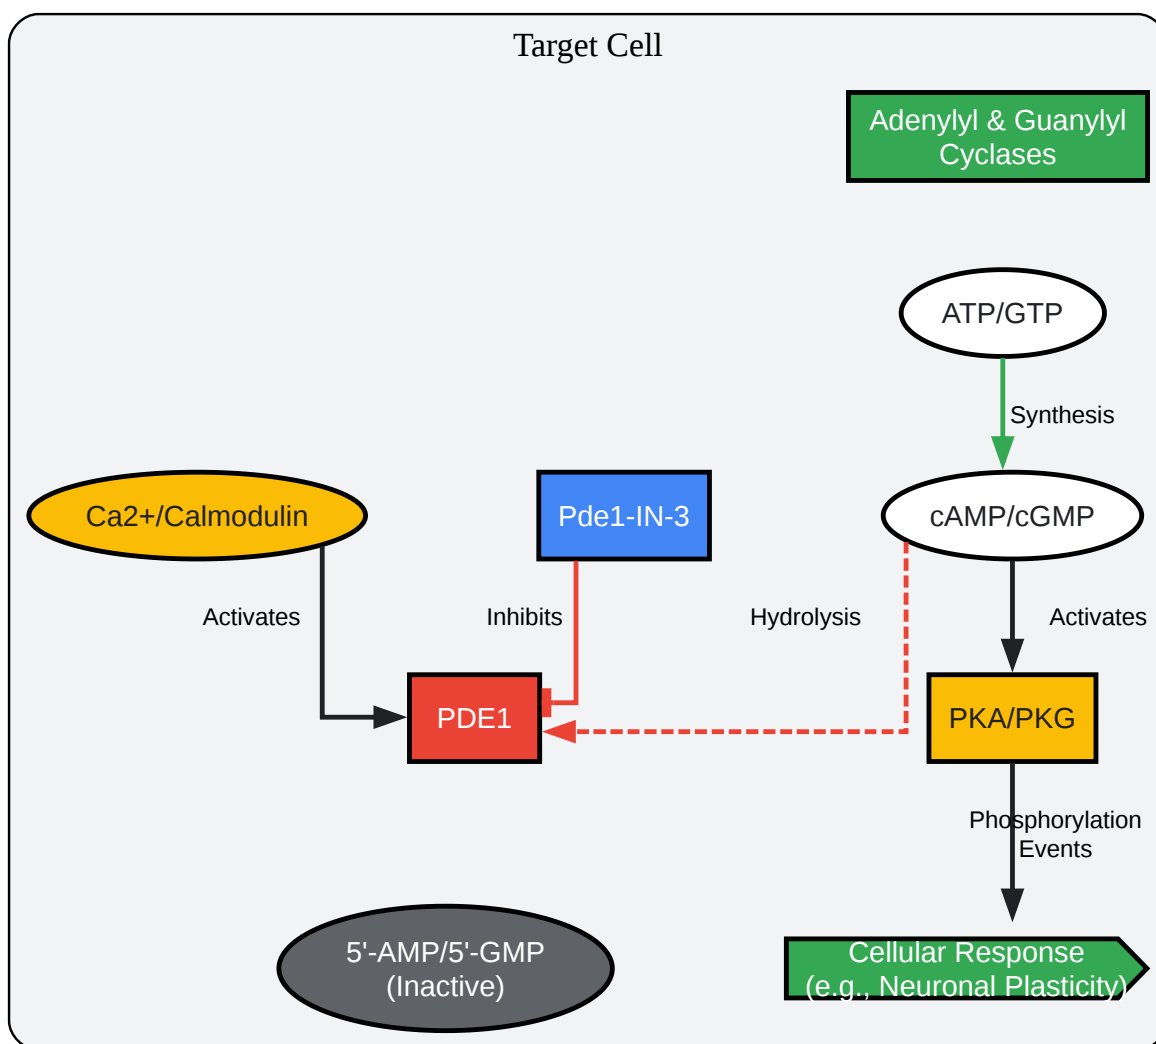 Target Cell
Adenylyl & Guanylyl
Cyclases
ATP/GTP
Synthesis
Ca2+/Calmodulin
Pde1-IN-3
cAMP/cGMP
Activates
Inhibits
Hydrolysis
Activates
PDE1
PKA/PKG
Phosphorylation
Events
5'-AMP/5'-GMP
(Inactive)
Cellular Response
(e.g., Neuronal Plasticity)